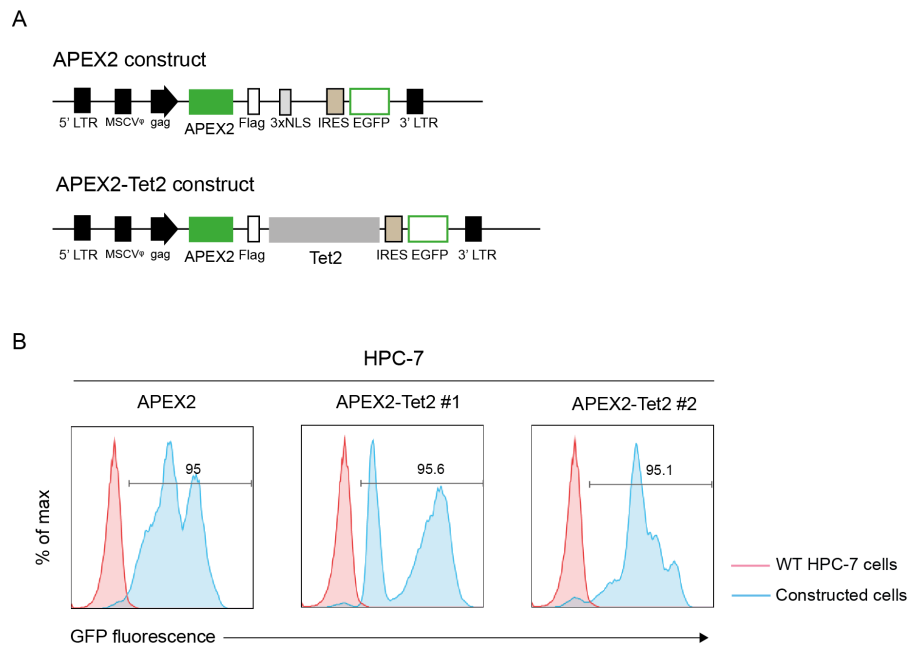 A
APEX2 construct
5' LTR MSCVφ gag APEX2 Flag 3xNLS IRES EGFP 3' LTR
APEX2-Tet2 construct
5' LTR MSCVφ gag APEX2 Flag Tet2 IRES EGFP 3' LTR
B
HPC-7
APEX2 APEX2-Tet2 #1 APEX2-Tet2 #2
95 95.6 95.1
% of max
WT HPC-7 cells
Constructed cells
GFP fluorescence